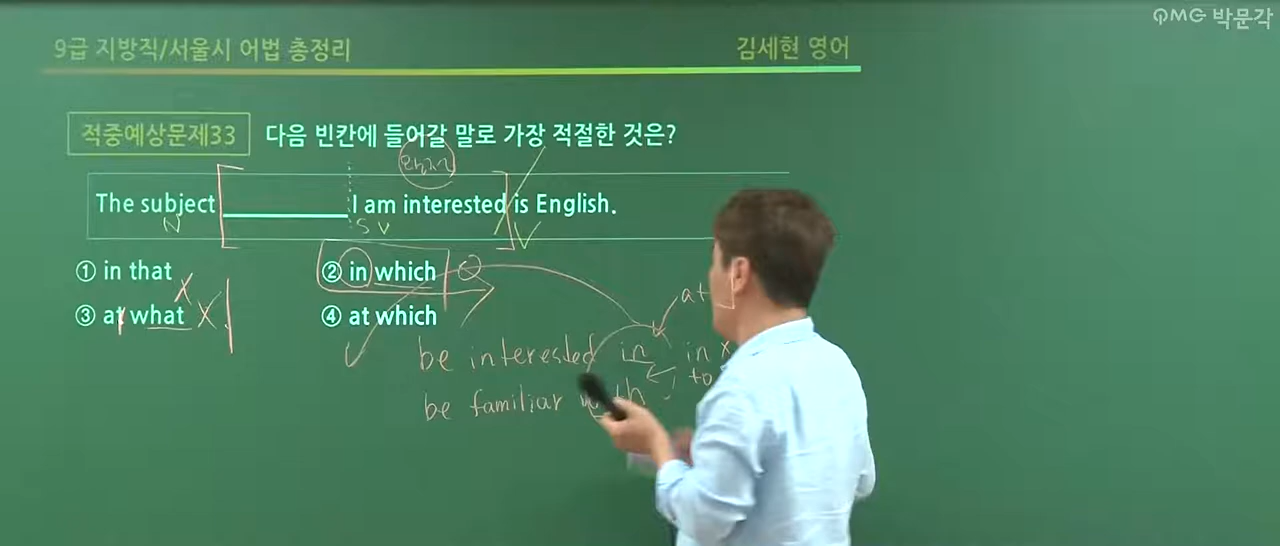 PMG 박문각
9급 지방직/서울시 어법 총정리
김세현 영어
적중예상문제33 다음 빈칸에 들어갈 말로 가장 적절한 것은?
The subject I am interested is English.
N S V V
① in that X
② in which
③ at what X
④ at which
at
be interested in in X
to
be familiar with